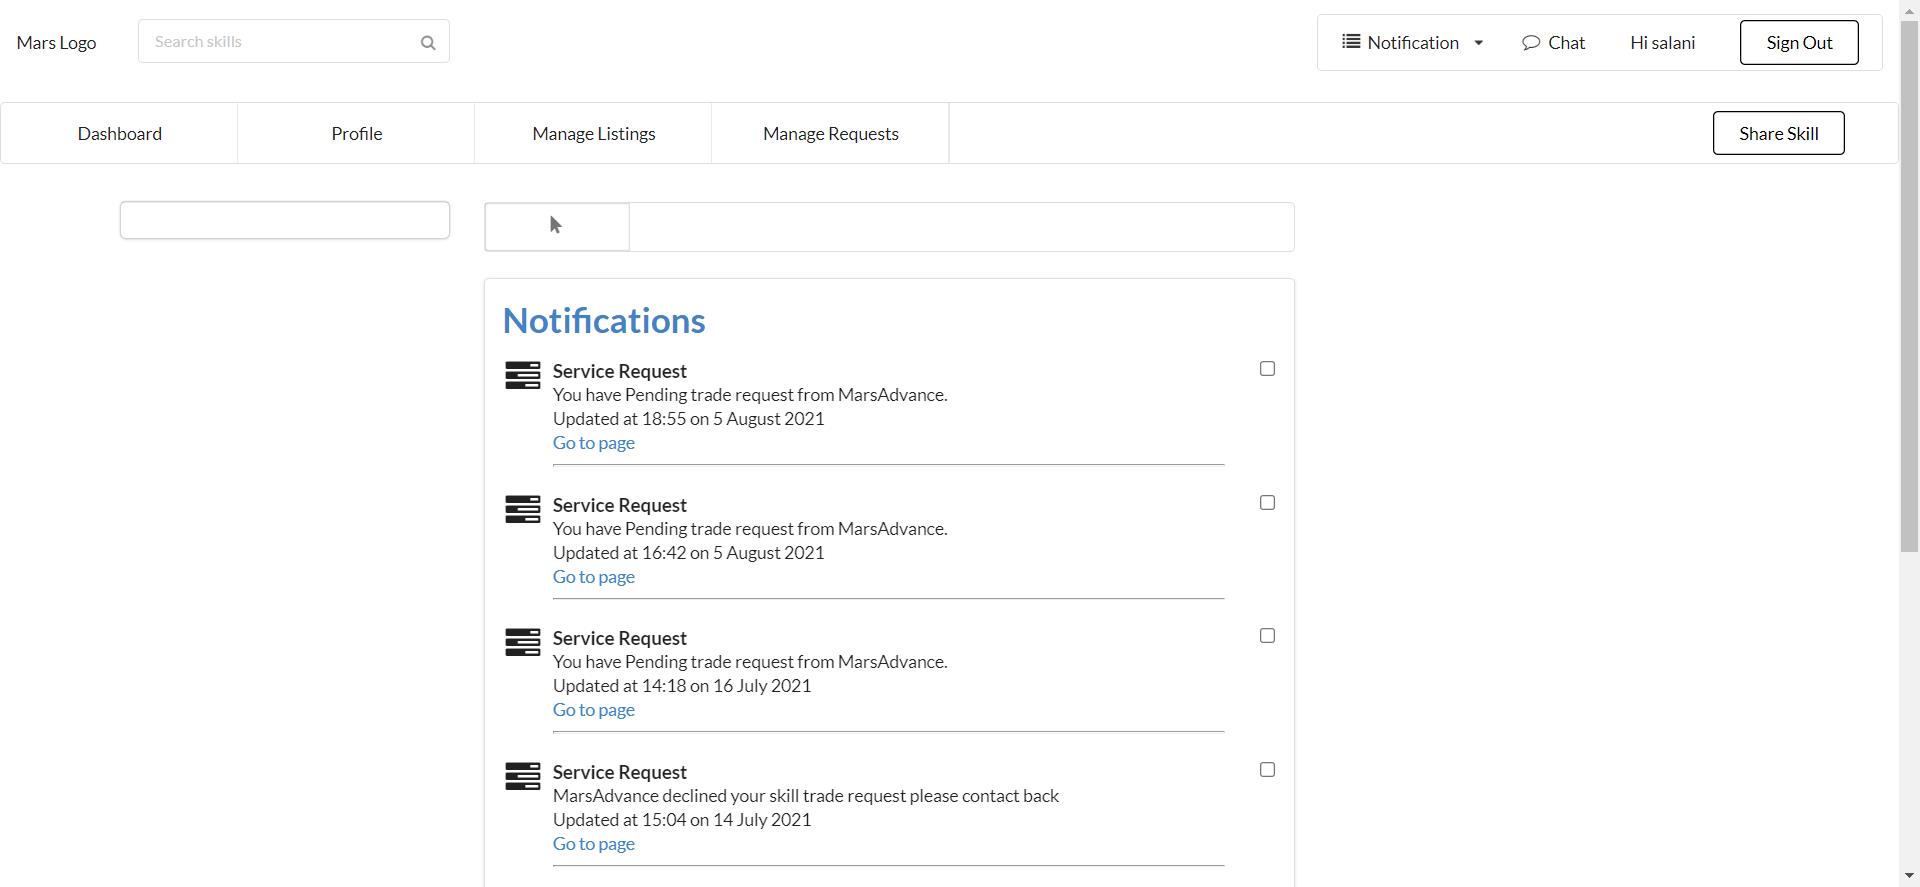 Mars Logo
Search skills
Notification
Chat
Hi salani
Sign Out
Dashboard
Profile
Manage Listings
Manage Requests
Share Skill
Notifications
Service Request
You have Pending trade request from MarsAdvance.
Updated at 18:55 on 5 August 2021
Go to page
Service Request
You have Pending trade request from MarsAdvance.
Updated at 16:42 on 5 August 2021
Go to page
Service Request
You have Pending trade request from MarsAdvance.
Updated at 14:18 on 16 July 2021
Go to page
Service Request
MarsAdvance declined your skill trade request please contact back
Updated at 15:04 on 14 July 2021
Go to page